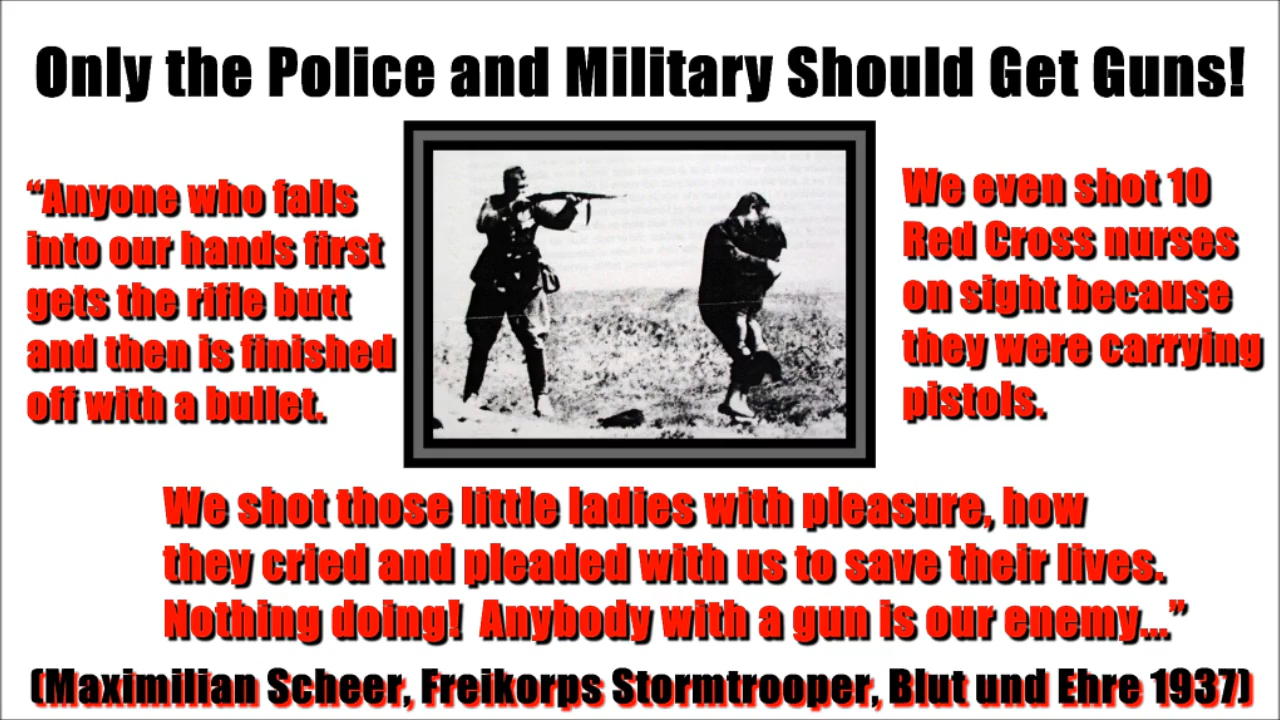 Only the Police and Military Should Get Guns!
“Anyone who falls
into our hands first
gets the rifle butt
and then is finished
off with a bullet.
We even shot 10
Red Cross nurses
on sight because
they were carrying
pistols.
We shot those little ladies with pleasure, how
they cried and pleaded with us to save their lives.
Nothing doing!  Anybody with a gun is our enemy...”
(Maximilian Scheer, Freikorps Stormtrooper, Blut und Ehre 1937)